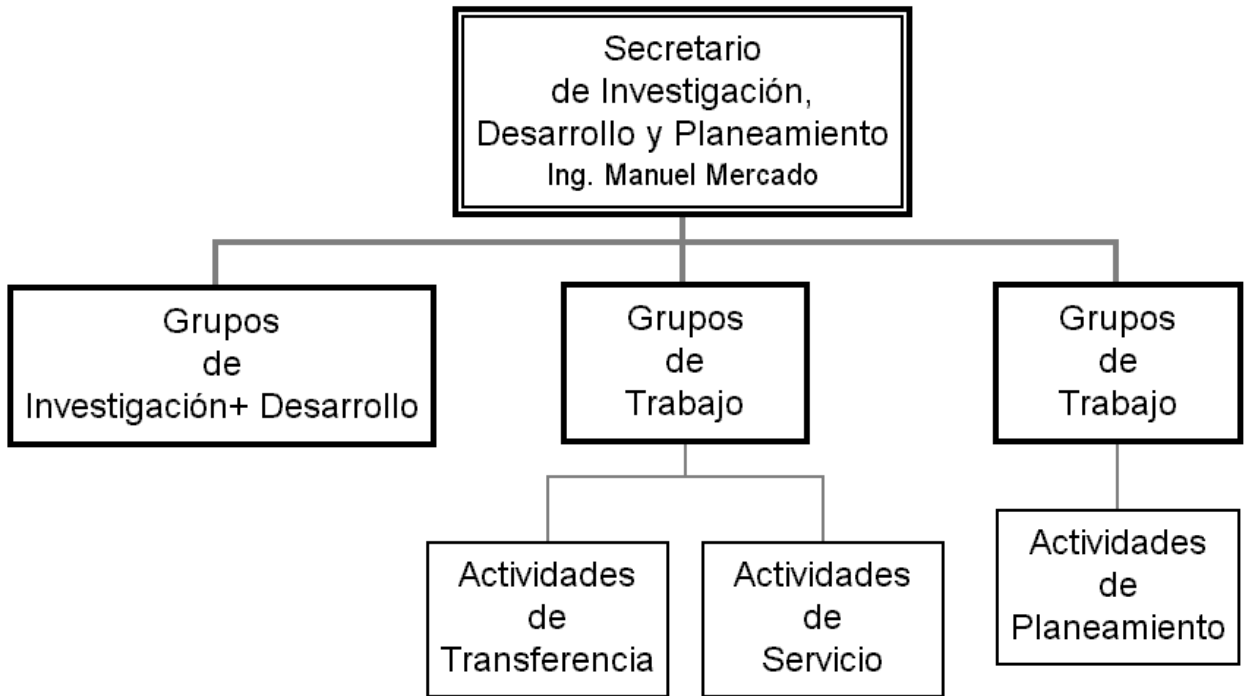 Secretario
de Investigación,
Desarrollo y Planeamiento
Ing. Manuel Mercado
Grupos
de
Investigación+ Desarrollo
Grupos
de
Trabajo
Grupos
de
Trabajo
Actividades
de
Transferencia
Actividades
de
Servicio
Actividades
de
Planeamiento